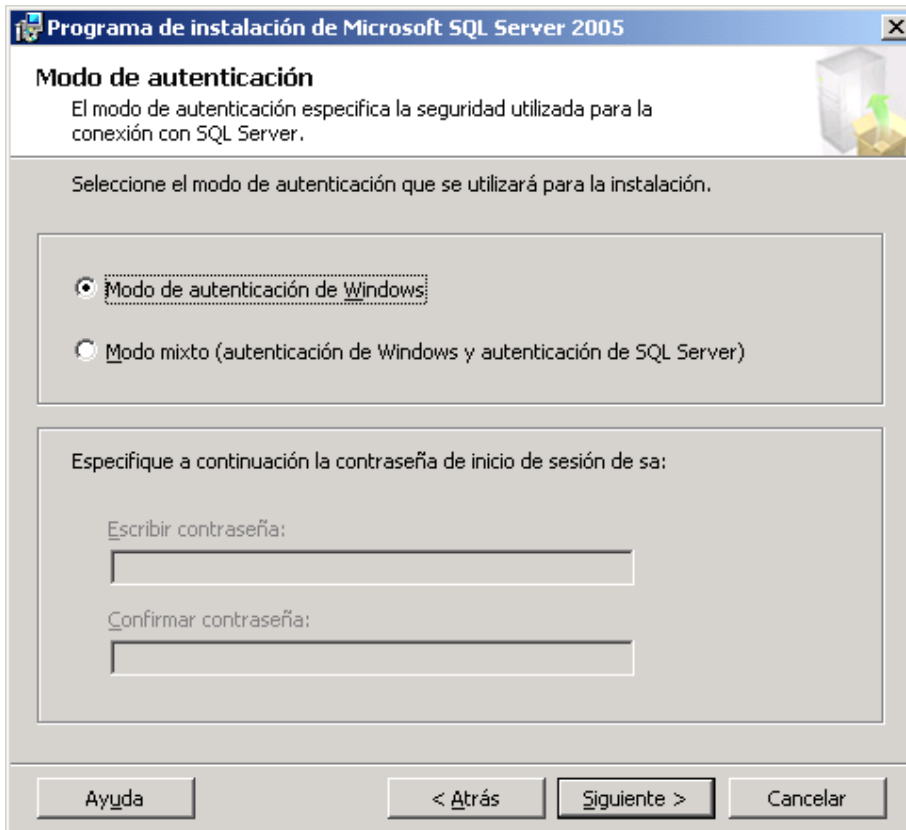 Programa de instalación de Microsoft SQL Server 2005
Modo de autenticación
El modo de autenticación especifica la seguridad utilizada para la
conexión con SQL Server.
Seleccione el modo de autenticación que se utilizará para la instalación.
Modo de autenticación de Windows
Modo mixto (autenticación de Windows y autenticación de SQL Server)
Especifique a continuación la contraseña de inicio de sesión de sa:
Escribir contraseña:
Confirmar contraseña:
Ayuda
< Atrás
Siguiente >
Cancelar